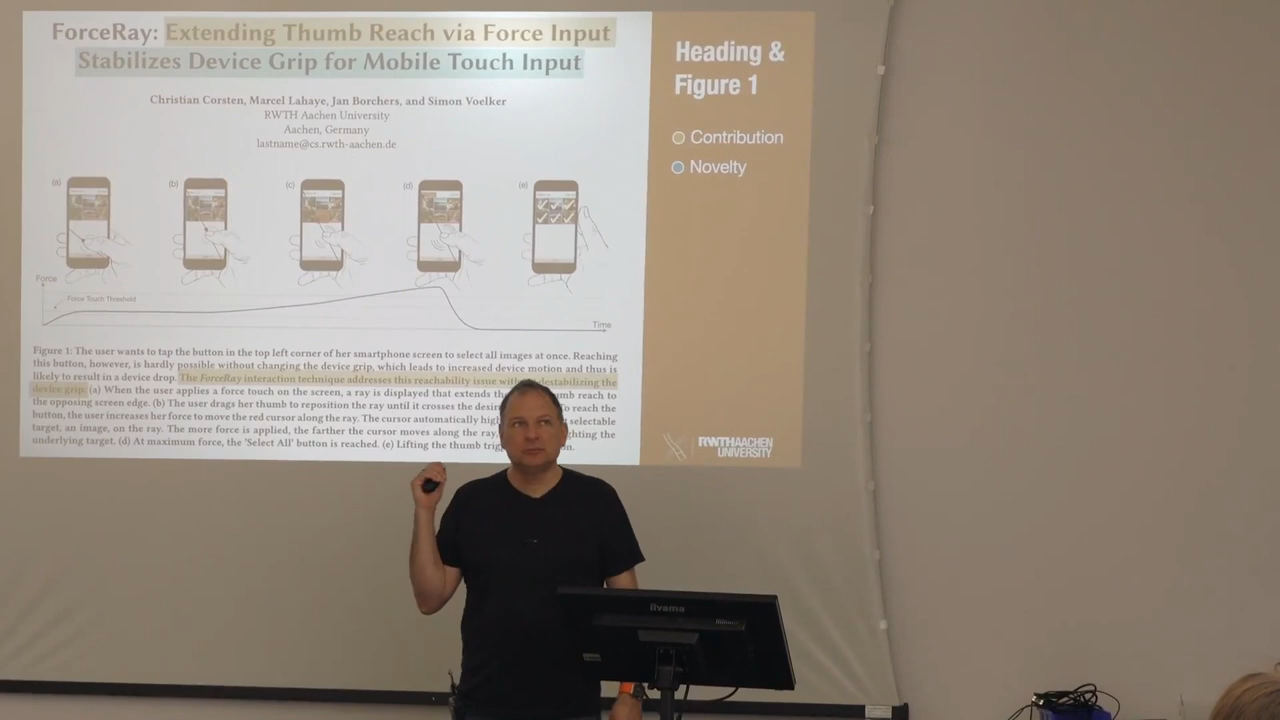 ForceRay: Extending Thumb Reach via Force Input
Stabilizes Device Grip for Mobile Touch Input
Christian Corsten, Marcel Lahaye, Jan Borchers, and Simon Voelker
RWTH Aachen University
Aachen, Germany
lastname@cs.rwth-aachen.de
(a)
(b)
(c)
(d)
(e)
Force
Force Touch Threshold
Time
Figure 1: The user wants to tap the button in the top left corner of her smartphone screen to select all images at once. Reaching
this button, however, is hardly possible without changing the device grip, which leads to increased device motion and thus is
likely to result in a device drop. The ForceRay interaction technique addresses this reachability issue destabilizing the
device grip: (a) When the user applies a force touch on the screen, a ray is displayed that extends reach to
the opposing screen edge. (b) The user drags her thumb to reposition the ray until it crosses the To reach the
button, the user increases her force to move the red cursor along the ray. The cursor automatically selectable
target, an image, on the ray. The more force is applied, the farther the cursor moves along the ray, the
underlying target. (d) At maximum force, the 'Select All' button is reached. (e) Lifting the thumb
Heading &
Figure 1
Contribution
Novelty
RWTHAACHEN
UNIVERSITY
iiyama